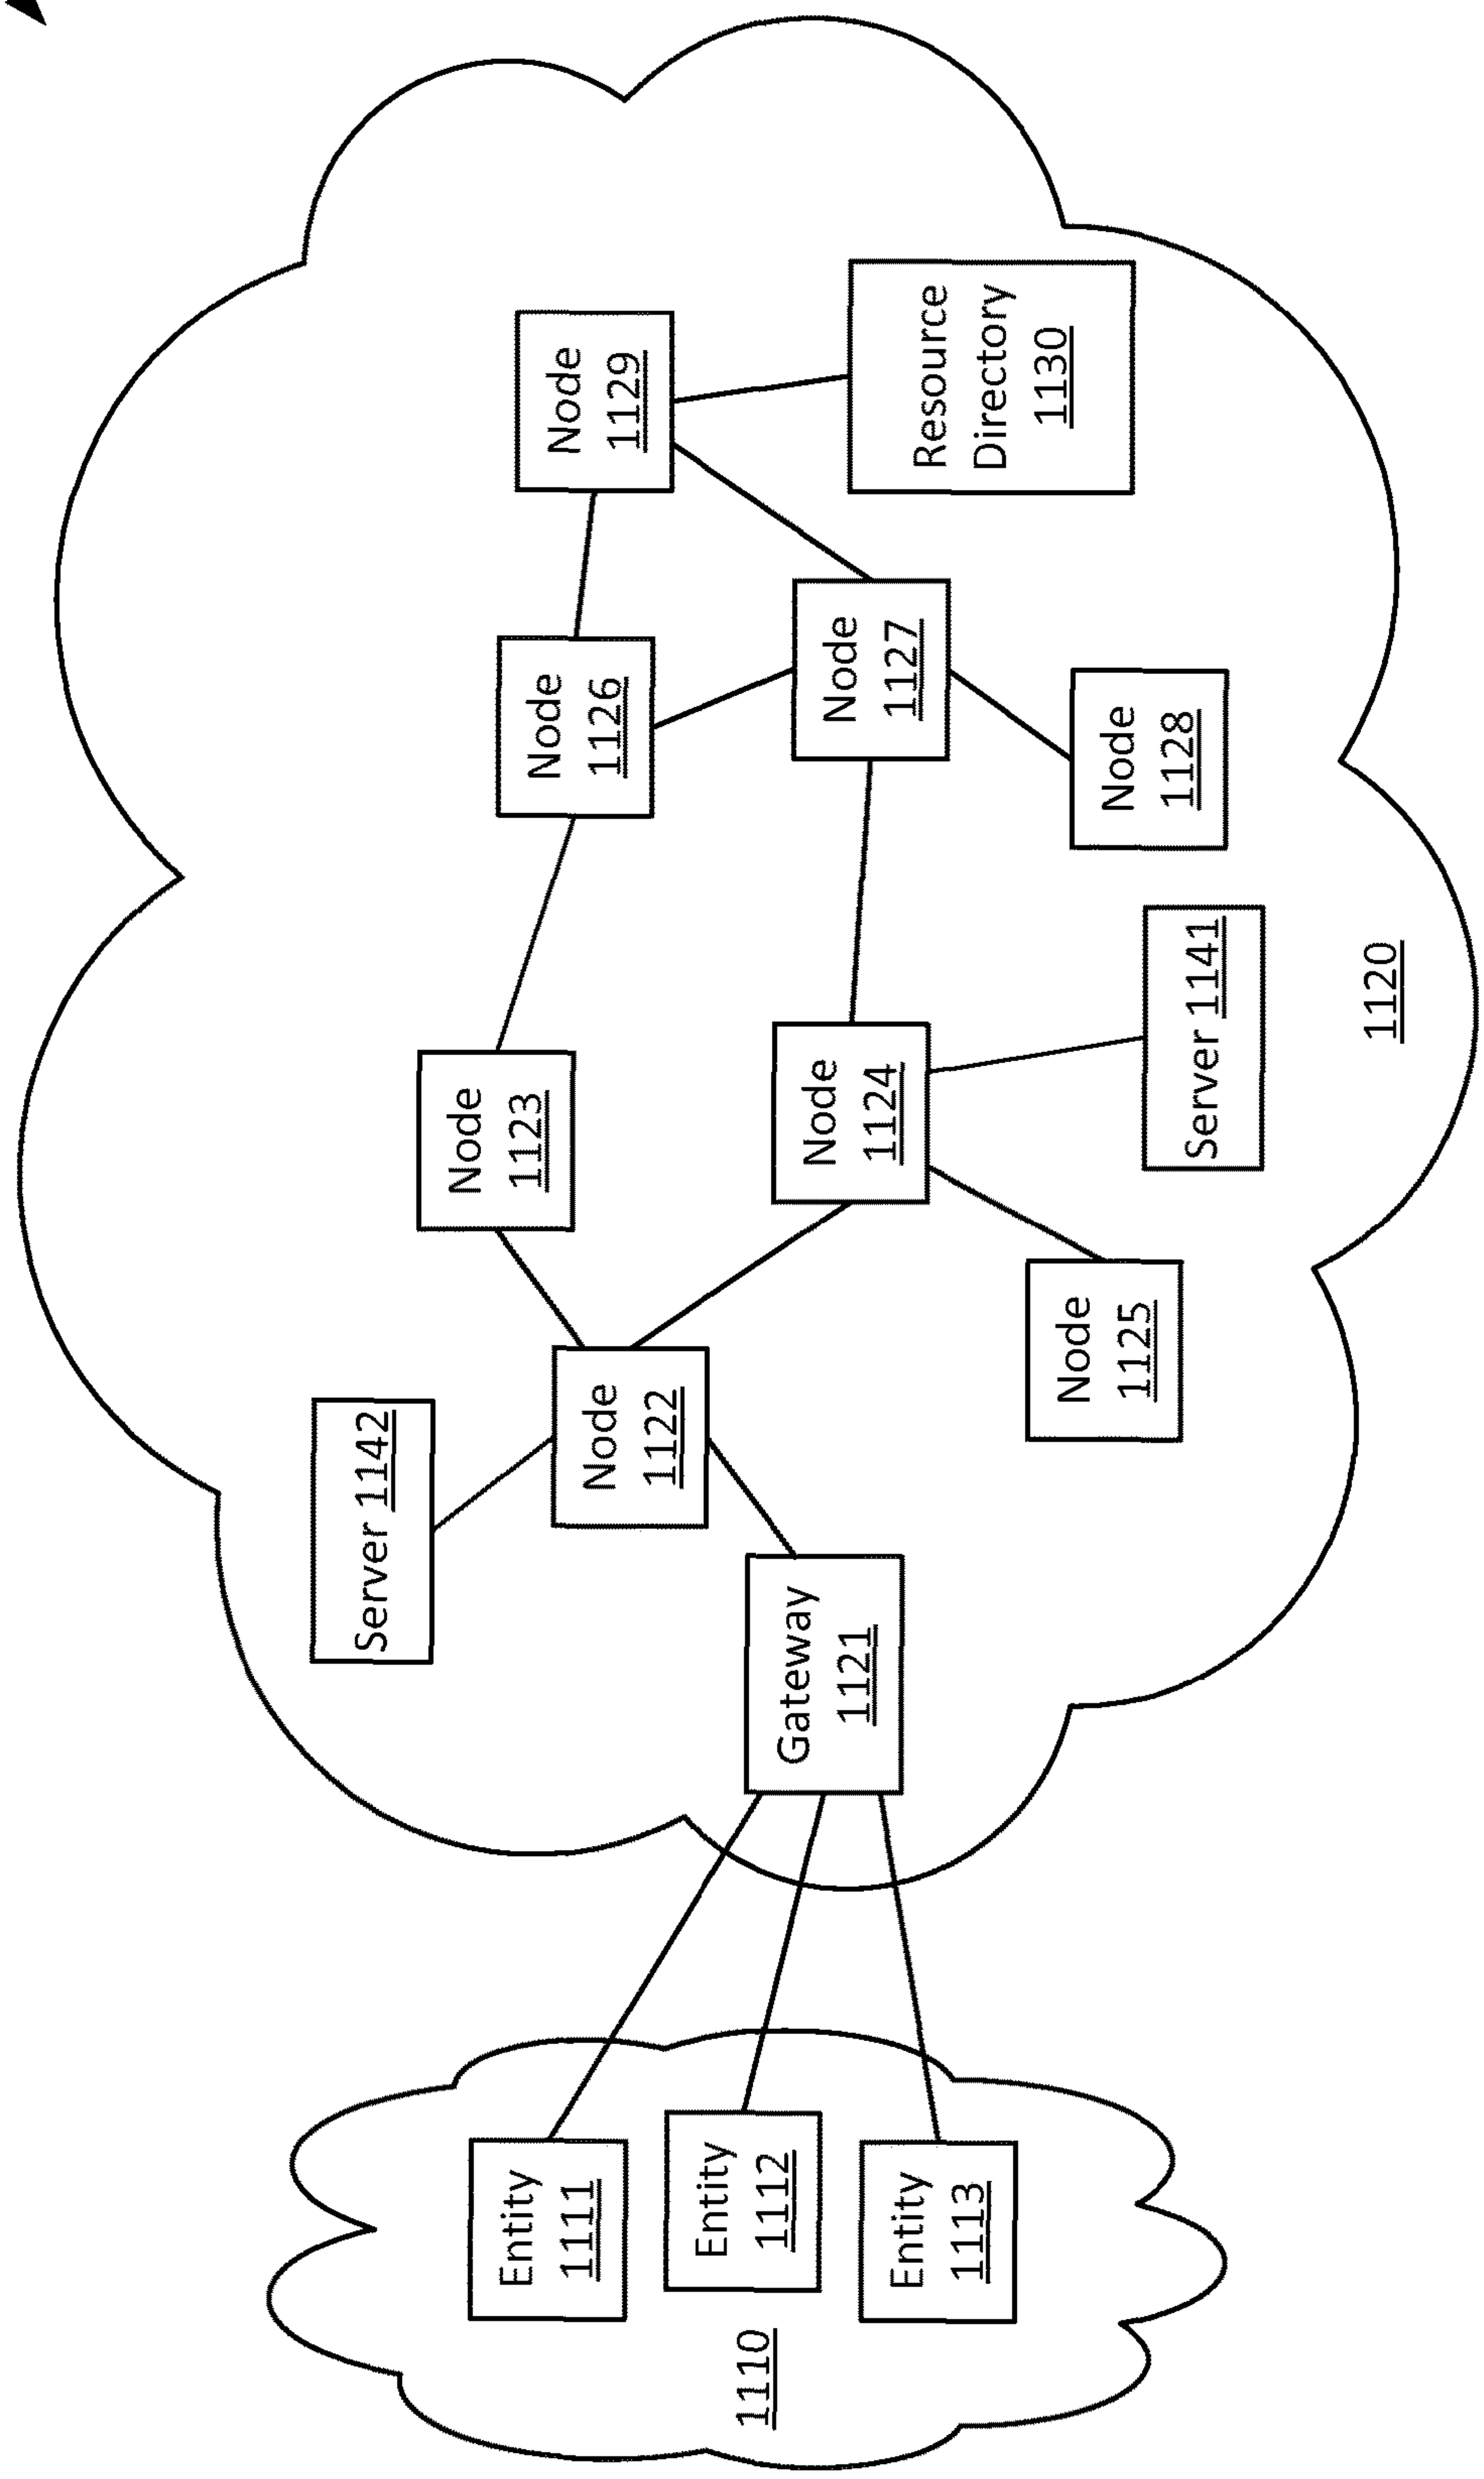 Server 1142
Node
1123
Node
1126
Node
1129
Node
1122
Entity
1111
Entity
1112
Entity
1113
1110
Gateway
1121
Node
1124
Node
1127
Resource
Directory
1130
Node
1125
Server 1141
Node
1128
1120